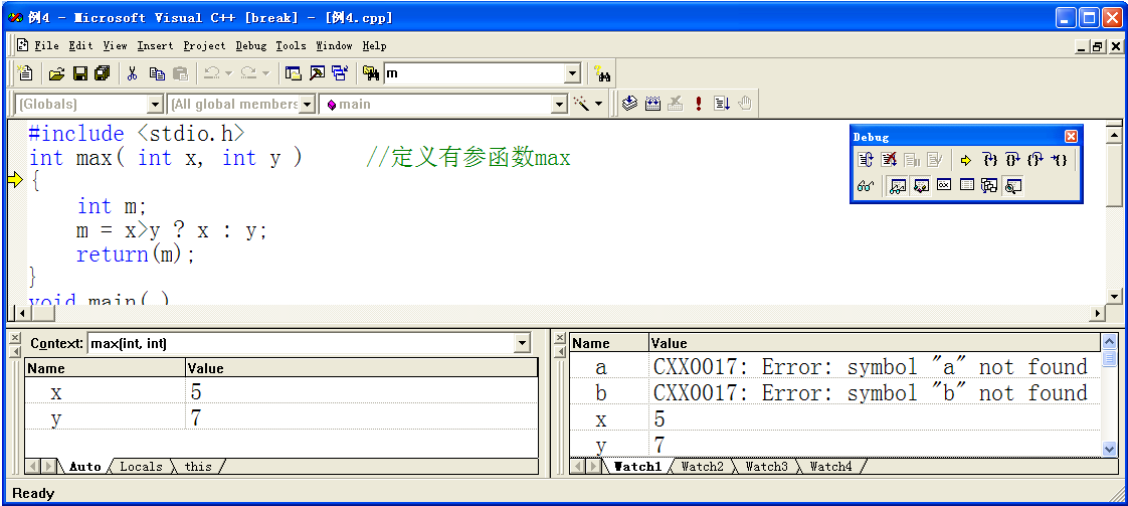 例4 - Microsoft Visual C++ [break] - [例4.cpp]
File Edit View Insert Project Debug Tools Window Help
m
(Globals) (All global members main
#include <stdio.h>
int max( int x, int y ) //定义有参函数max
{
int m;
m = x>y ? x : y;
return(m);
}
void main( )
Debug
Context: max(int, int)
Name Value
x 5
y 7
Auto Locals this
Name Value
a CXX0017: Error: symbol "a" not found
b CXX0017: Error: symbol "b" not found
x 5
y 7
Watch1 Watch2 Watch3 Watch4
Ready